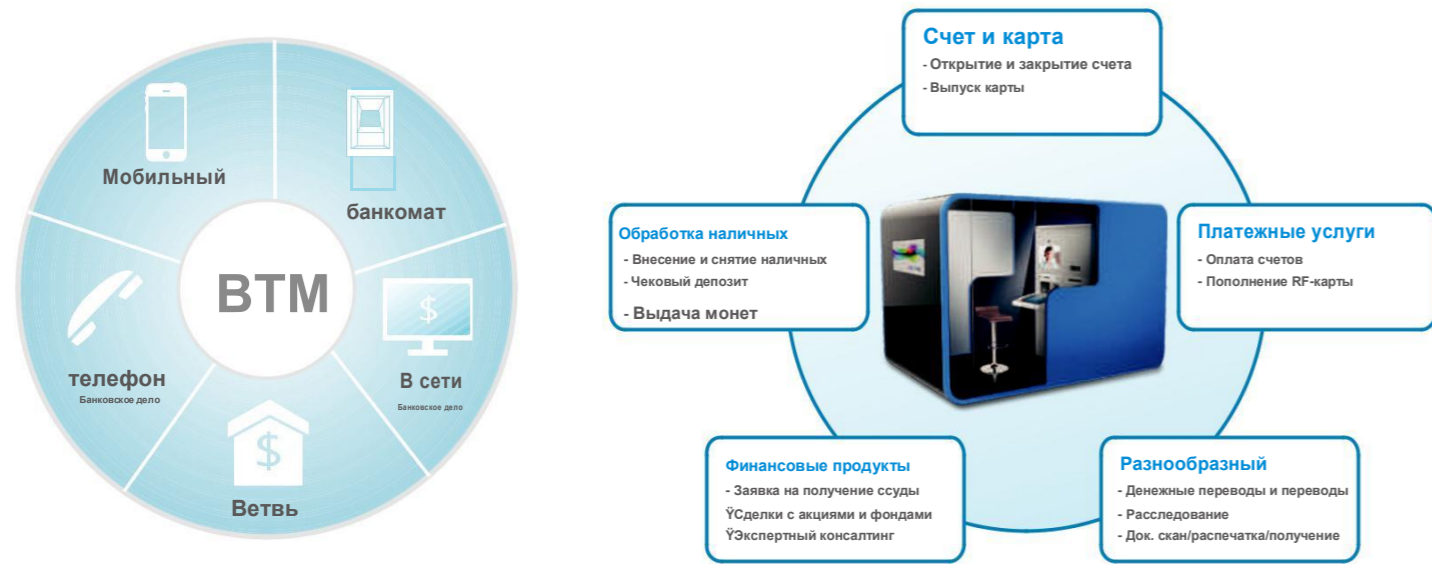 Мобильный
банкомат
BTM
телефон
Банковское дело
В сети
Банковское дело
Ветвь
Счет и карта
- Открытие и закрытие счета
- Выпуск карты
Обработка наличных
- Внесение и снятие наличных
- Чековый депозит
- Выдача монет
Платежные услуги
- Оплата счетов
- Пополнение RF-карты
Финансовые продукты
- Заявка на получение ссуды
ŸСделки с акциями и фондами
ŸЭкспертный консалтинг
Разнообразный
- Денежные переводы и переводы
- Расследование
- Док. скан/распечатка/получение